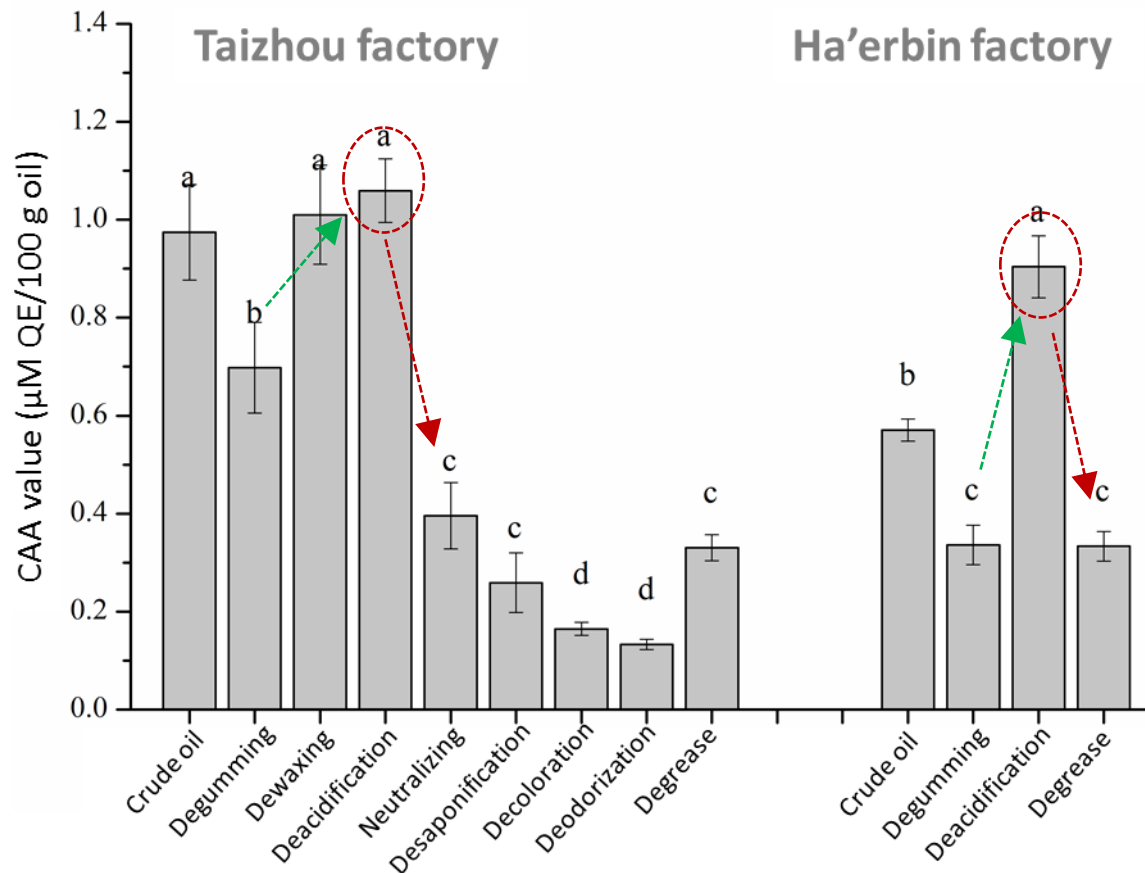 Taizhou factory
Ha’erbin factory
CAA value (µM QE/100 g oil)
1.4
1.2
1.0
0.8
0.6
0.4
0.2
0.0
a
b
a
a
c
c
d
d
c
b
c
a
c
Crude oil
Degumming
Dewaxing
Deacidification
Neutralizing
Desaponification
Decoloration
Deodorization
Degrease
Crude oil
Degumming
Deacidification
Degrease